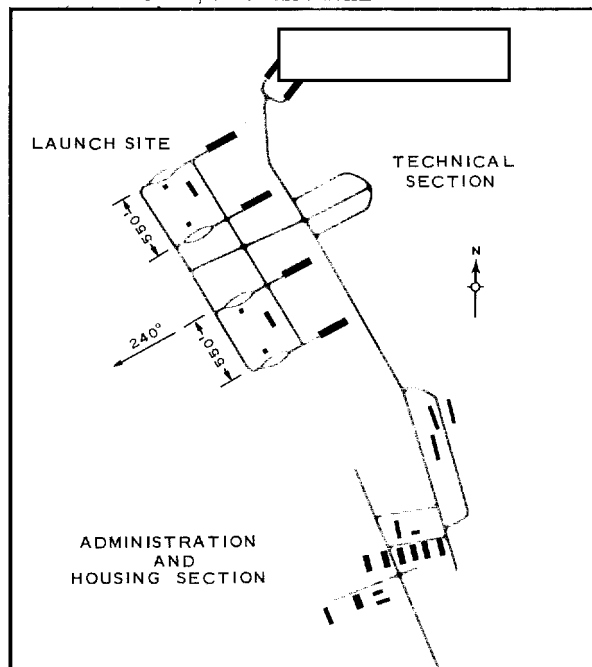 LAUNCH SITE
TECHNICAL
SECTION
N
550'
240°
550'
ADMINISTRATION
AND
HOUSING SECTION